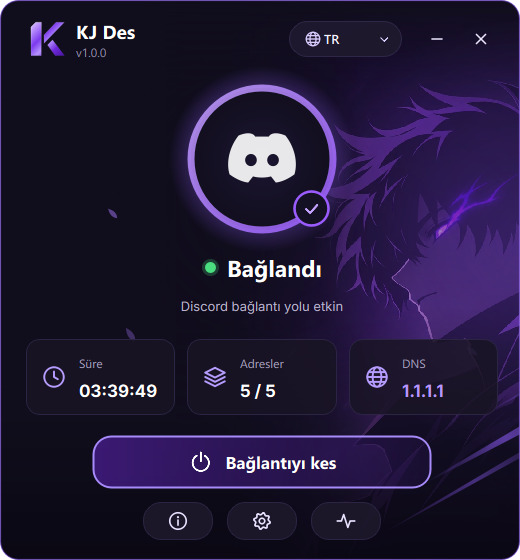 KJ Des
v1.0.0
TR
Bağlandı
Discord bağlantı yolu etkin
Süre
03:39:49
Adresler
5 / 5
DNS
1.1.1.1
Bağlantıyı kes